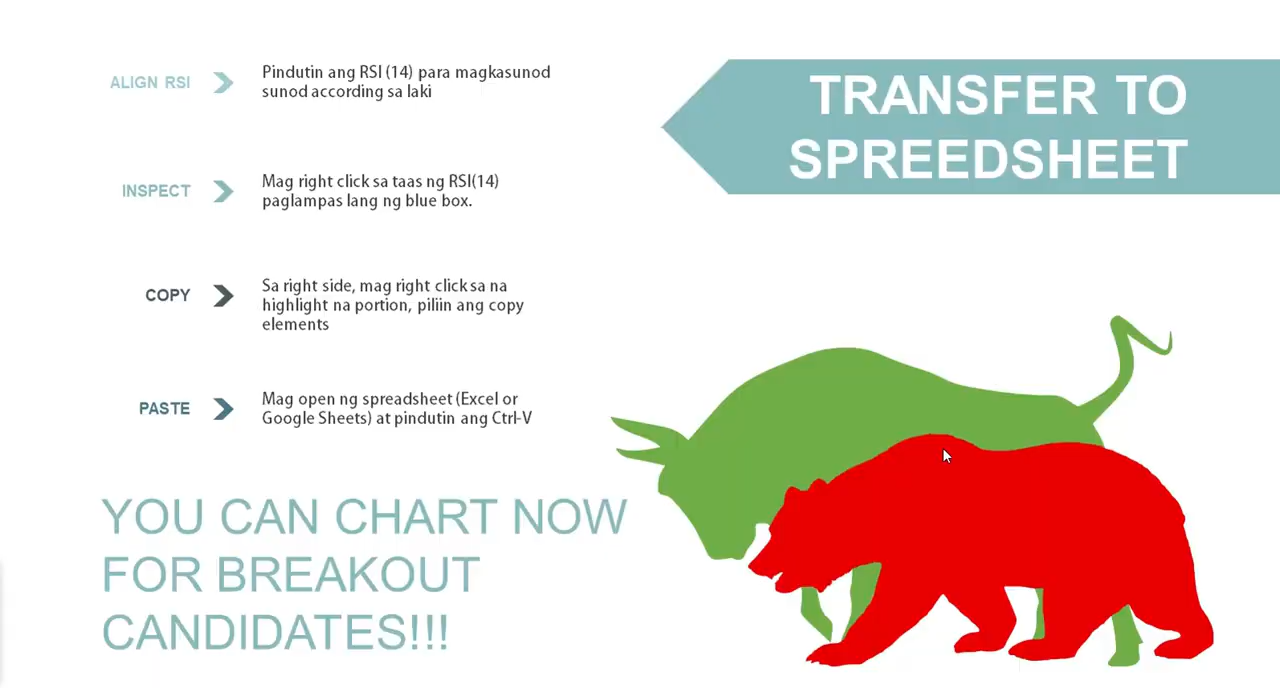 TRANSFER TO
SPREEDSHEET
ALIGN RSI
Pindutin ang RSI (14) para magkasunod
sunod according sa laki
INSPECT
Mag right click sa taas ng RSI(14)
paglampas lang ng blue box.
COPY
Sa right side, mag right click sa na
highlight na portion, piliin ang copy
elements
PASTE
Mag open ng spreadsheet (Excel or
Google Sheets) at pindutin ang Ctrl-V
YOU CAN CHART NOW
FOR BREAKOUT
CANDIDATES!!!